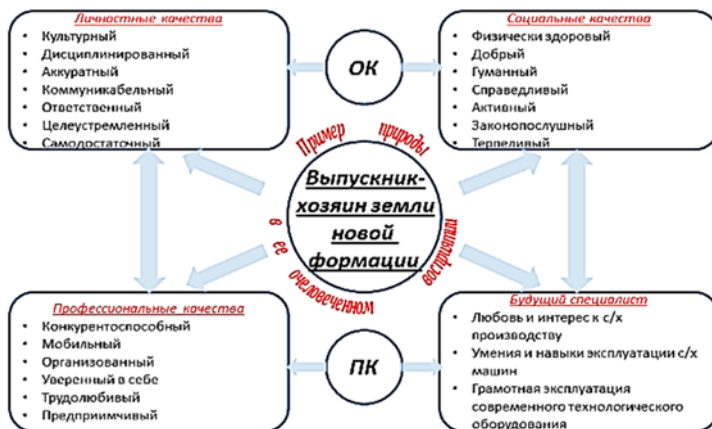 Личностные качества
• Культурный
• Дисциплинированный
• Аккуратный
• Коммуникабельный
• Ответственный
• Целеустремленный
• Самодостаточный
ОК
Социальные качества
• Физически здоровый
• Добрый
• Гуманный
• Справедливый
• Активный
• Законопослушный
• Терпеливый
Пример природы
в ее очеловеченном восприятии
Выпускник-
хозяин земли
новой
формации
Профессиональные качества
• Конкурентоспособный
• Мобильный
• Организованный
• Уверенный в себе
• Трудолюбивый
• Предприимчивый
ПК
Будущий специалист
• Любовь и интерес к с/х
производству
• Умения и навыки эксплуатации с/х
машин
• Грамотная эксплуатация
современного технологического
оборудования